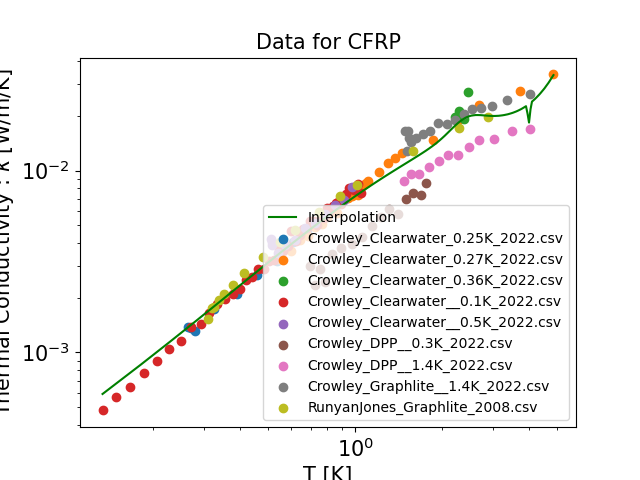 Data for CFRP
Thermal Conductivity : k [W/m/K]
10⁻²
10⁻³
10⁰
T [K]
Interpolation
Crowley_Clearwater_0.25K_2022.csv
Crowley_Clearwater_0.27K_2022.csv
Crowley_Clearwater_0.36K_2022.csv
Crowley_Clearwater__0.1K_2022.csv
Crowley_Clearwater__0.5K_2022.csv
Crowley_DPP__0.3K_2022.csv
Crowley_DPP__1.4K_2022.csv
Crowley_Graphlite__1.4K_2022.csv
RunyanJones_Graphlite_2008.csv